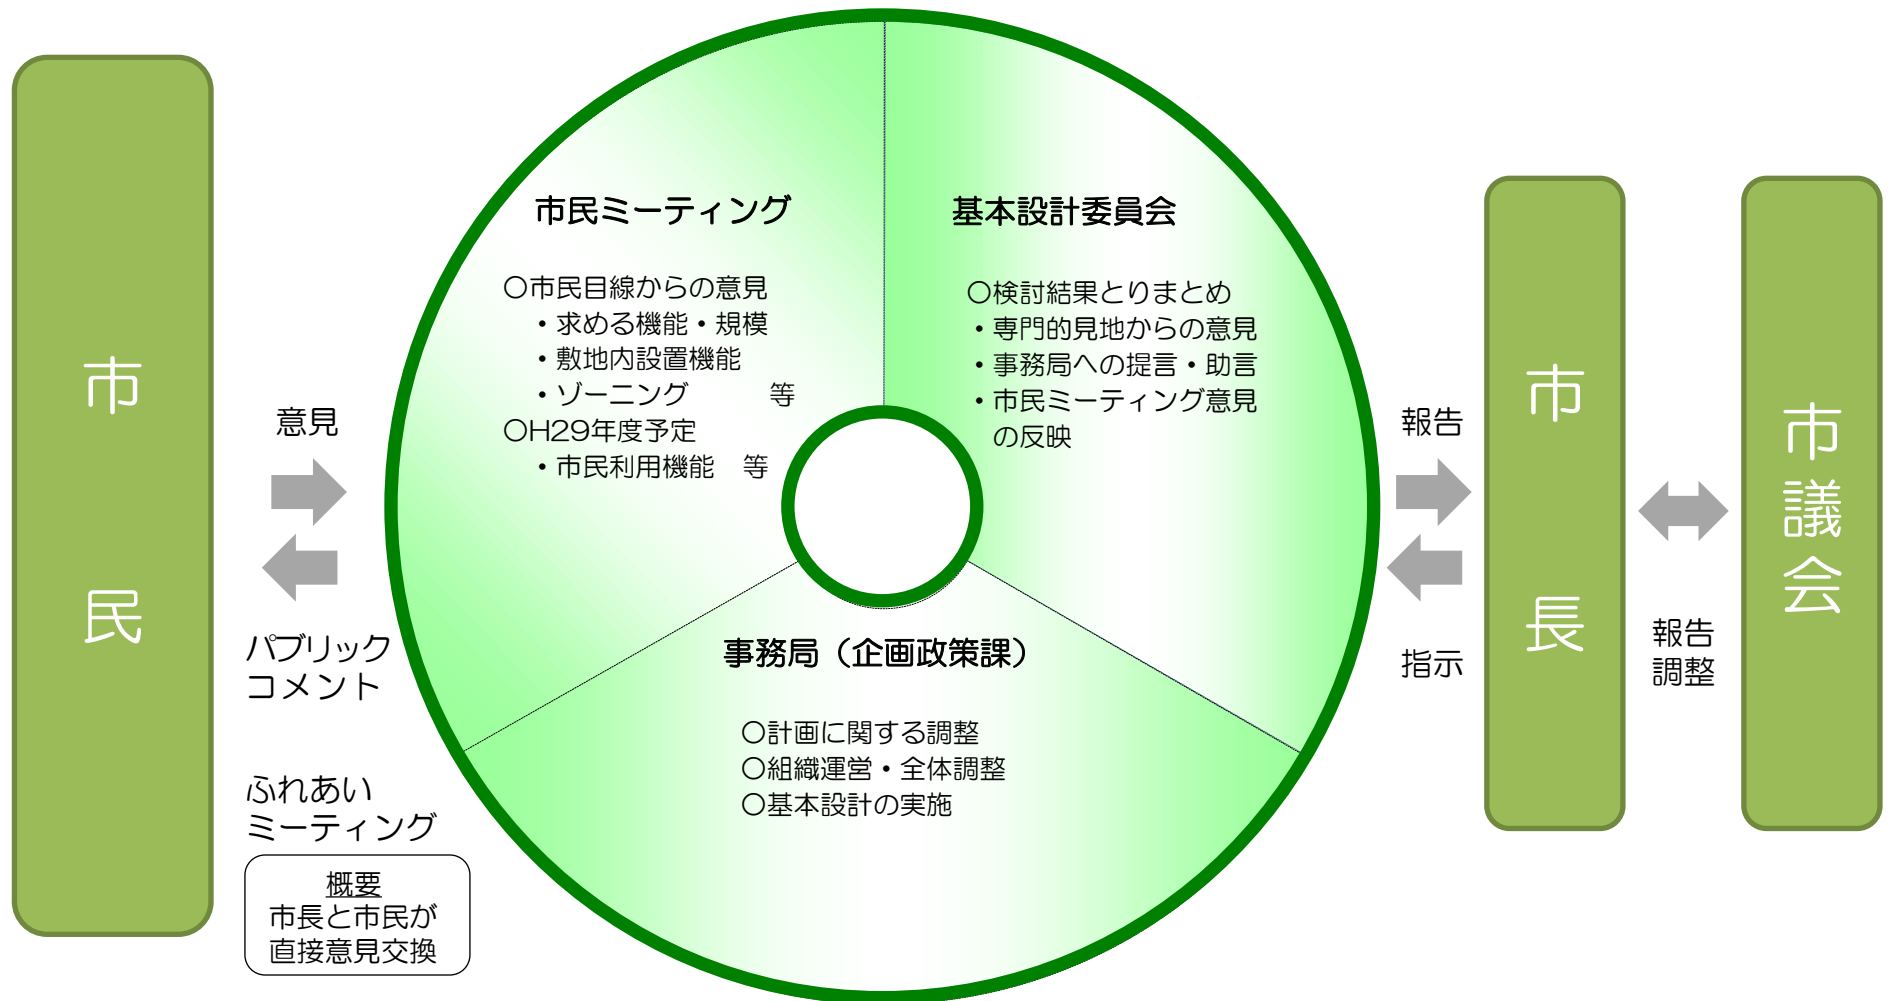 市民
意見
パブリック
コメント
ふれあい
ミーティング
概要
市長と市民が
直接意見交換
市民ミーティング
〇市民目線からの意見
・求める機能・規模
・敷地内設置機能
・ゾーニング　　　等
〇H29年度予定
・市民利用機能　等
基本設計委員会
〇検討結果とりまとめ
・専門的見地からの意見
・事務局への提言・助言
・市民ミーティング意見
の反映
事務局（企画政策課）
〇計画に関する調整
〇組織運営・全体調整
〇基本設計の実施
報告
指示
市長
報告
調整
市議会